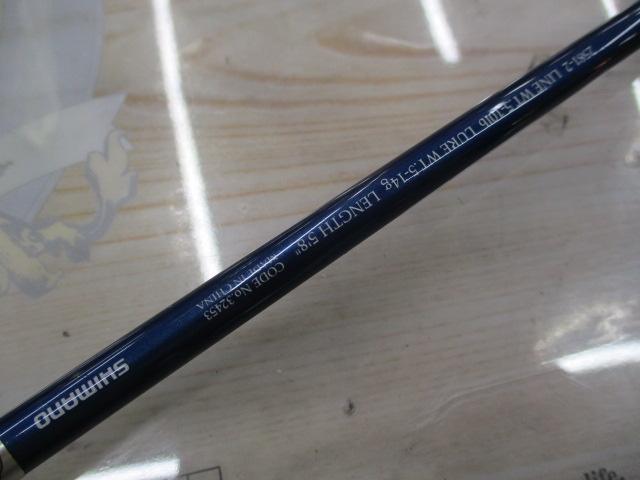 2581-2 LINE WT 5-10lb LURE WT.5-14g LENGTH 5'8"
CODE No.32453
MADE IN CHINA
SHIMANO
life